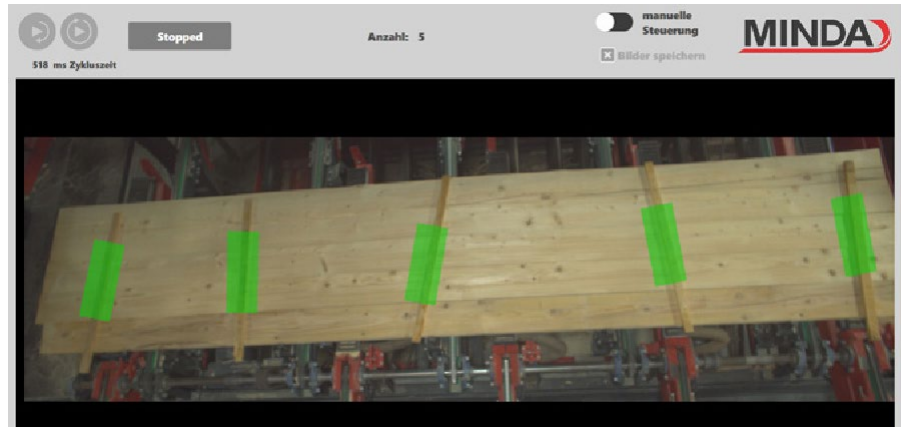 Stopped
Anzahl: 5
manuelle
Steuerung
MINDA
518 ms Zykluszeit
Bilder speichern